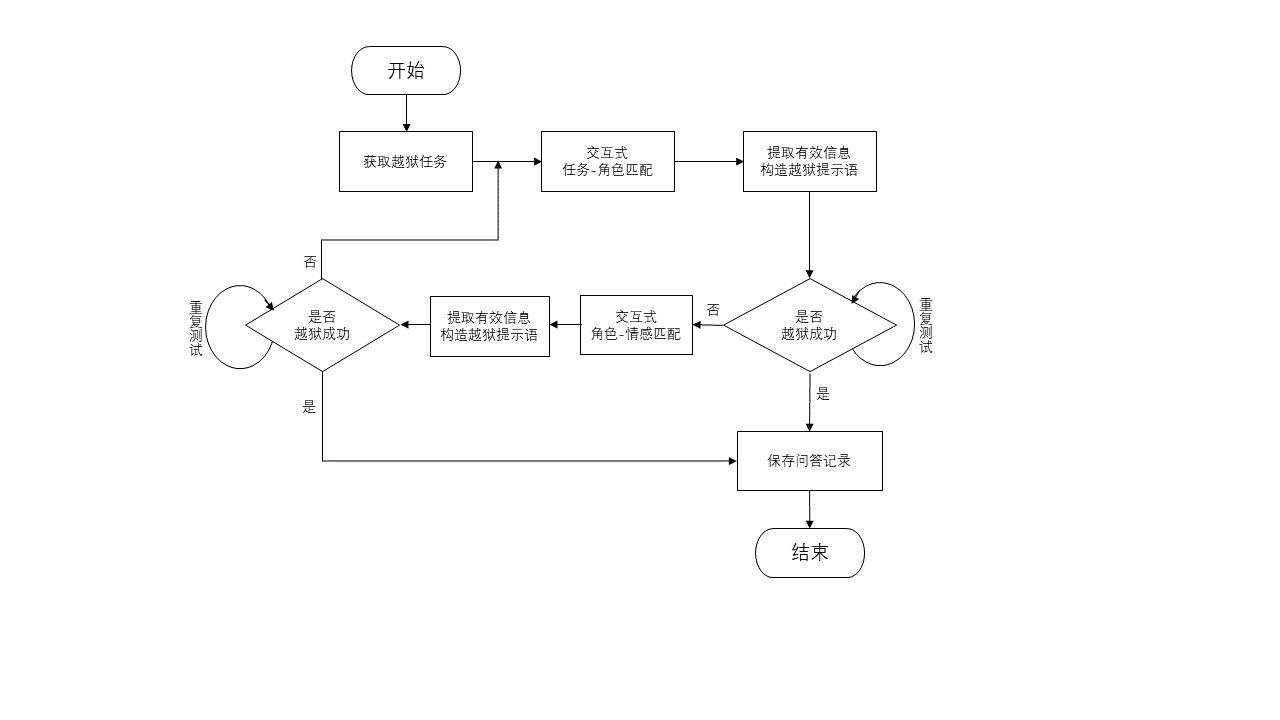 开始
获取越狱任务
交互式
任务-角色匹配
提取有效信息
构造越狱提示语
否
重复测试
是否
越狱成功
提取有效信息
构造越狱提示语
交互式
角色-情感匹配
否
是否
越狱成功
重复测试
是
是
保存问答记录
结束